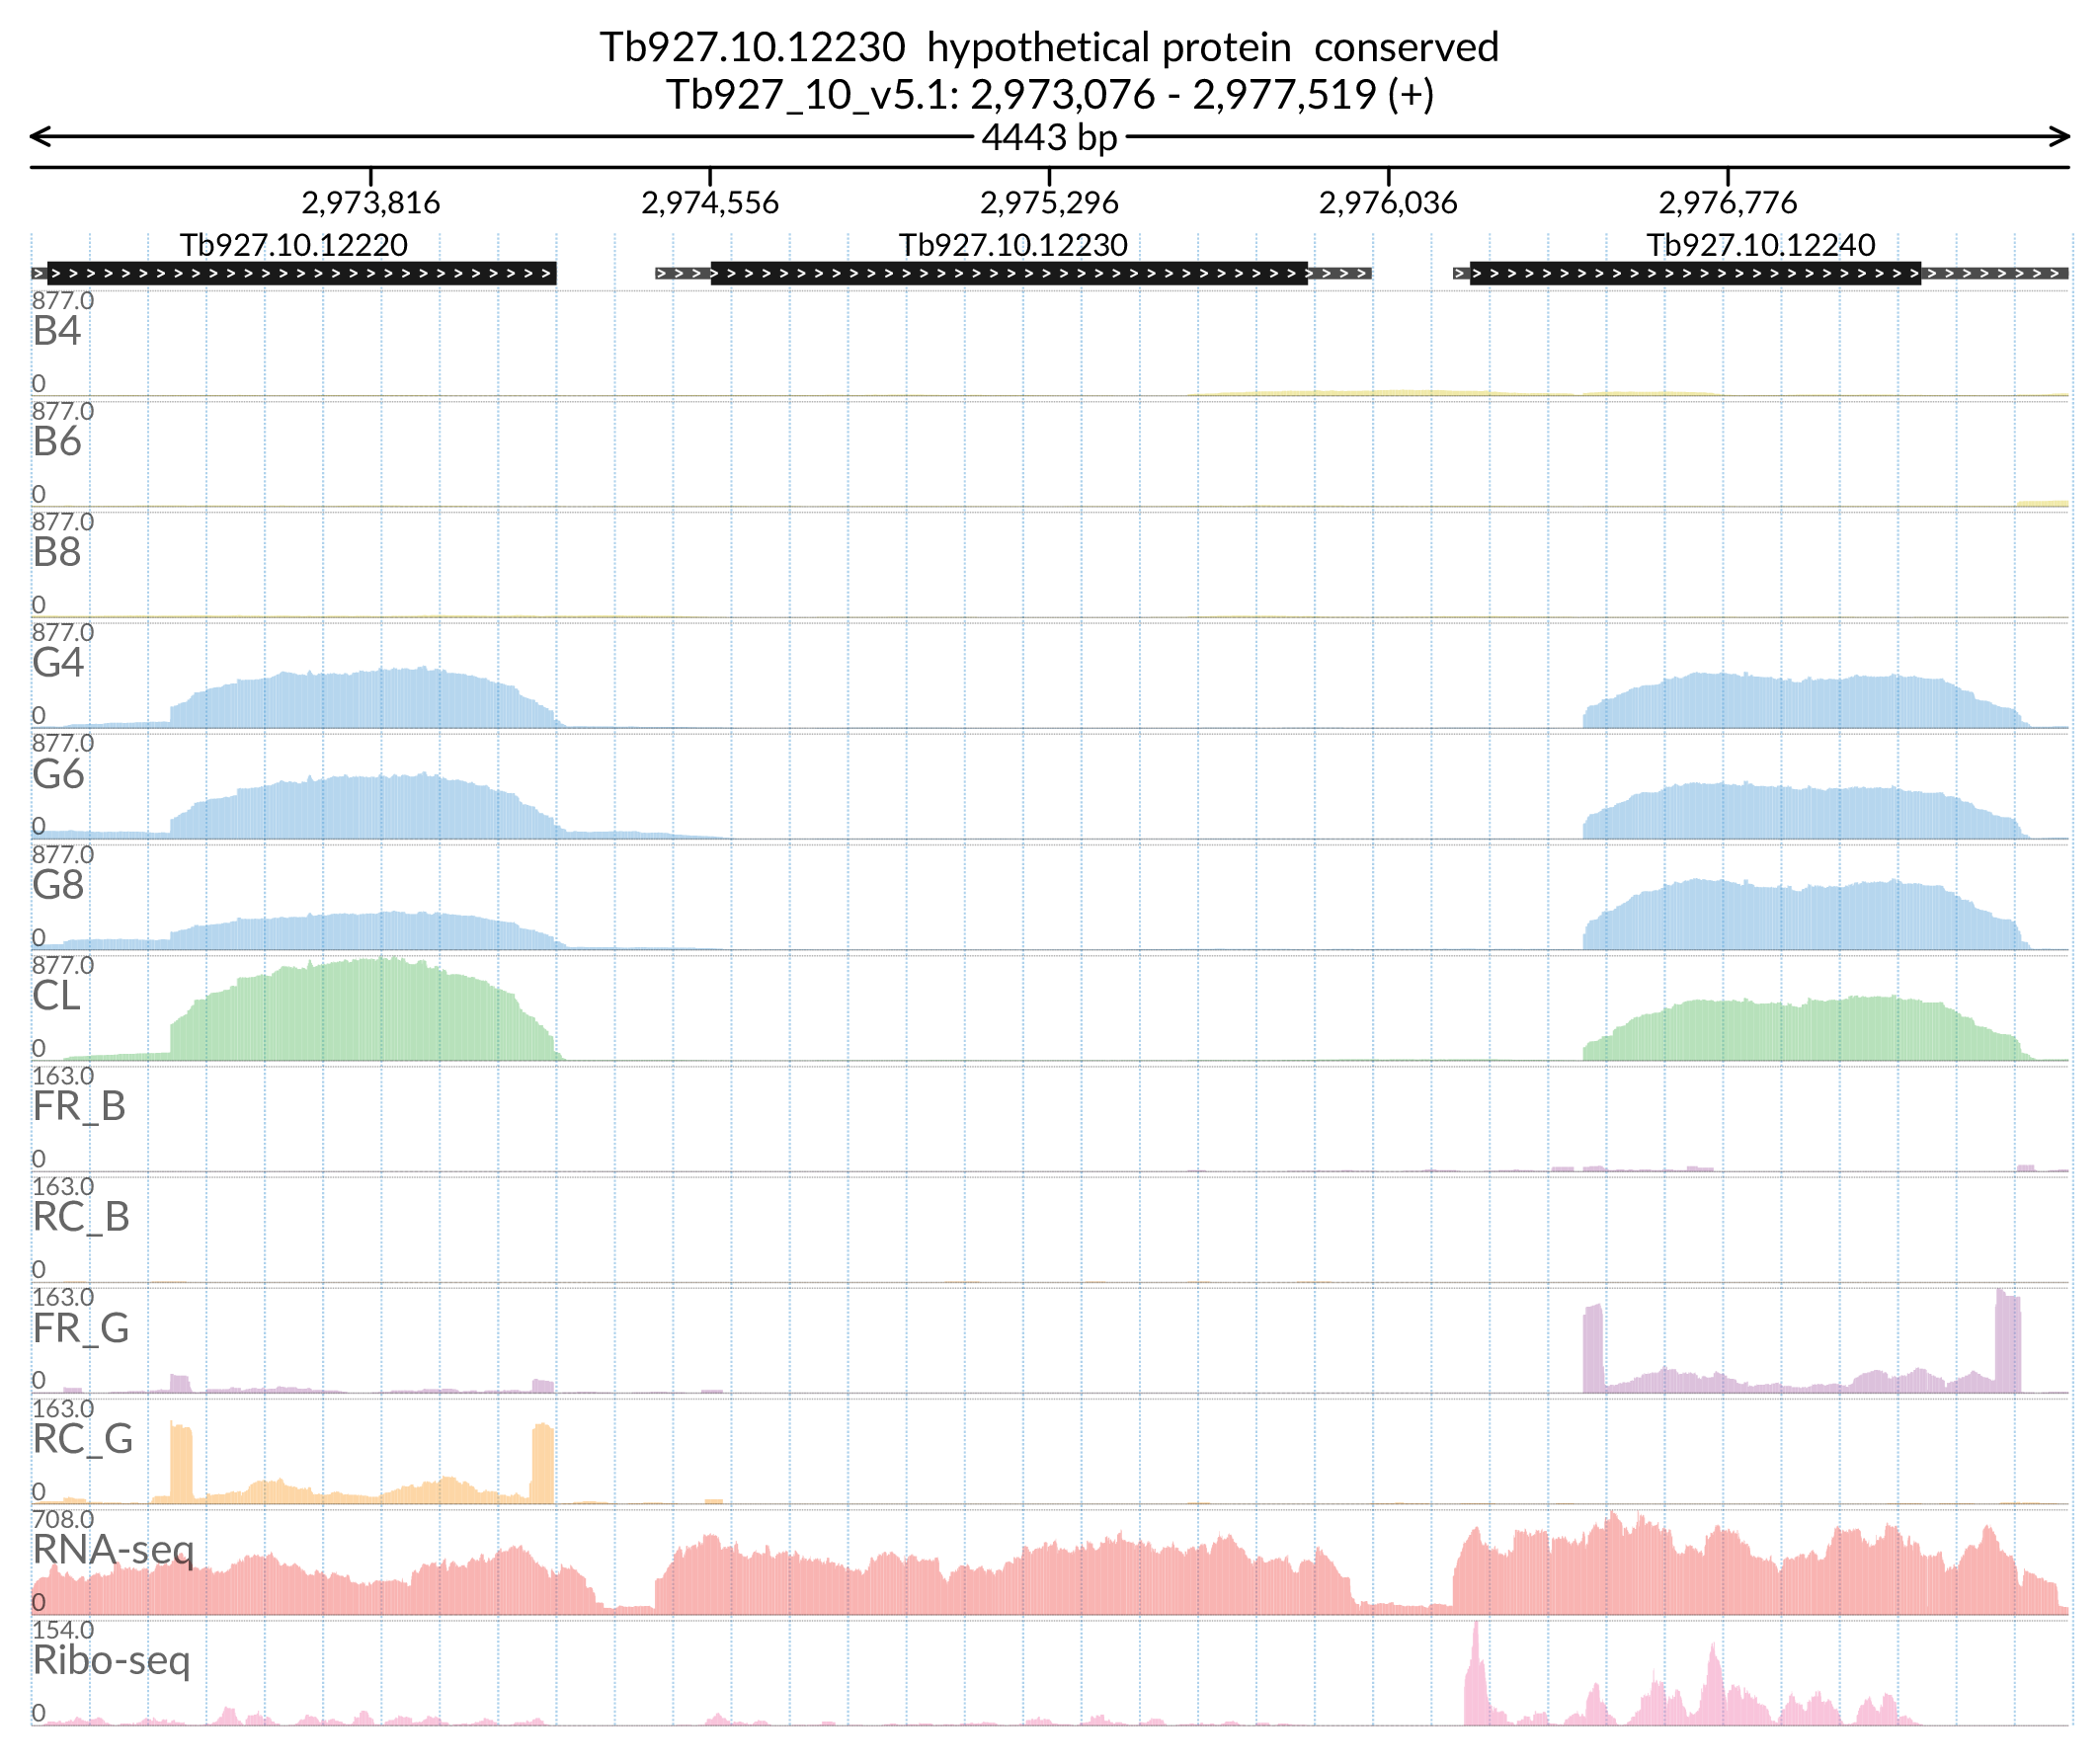 Tb927.10.12230 hypothetical protein conserved
Tb927_10_v5.1: 2,973,076 - 2,977,519 (+)
4443 bp
2,973,816 2,974,556 2,975,296 2,976,036 2,976,776
Tb927.10.12220 Tb927.10.12230 Tb927.10.12240
877.0
B4
0
877.0
B6
0
877.0
B8
0
877.0
G4
0
877.0
G6
0
877.0
G8
0
877.0
CL
0
163.0
FR_B
0
163.0
RC_B
0
163.0
FR_G
0
163.0
RC_G
0
708.0
RNA-seq
0
154.0
Ribo-seq
0